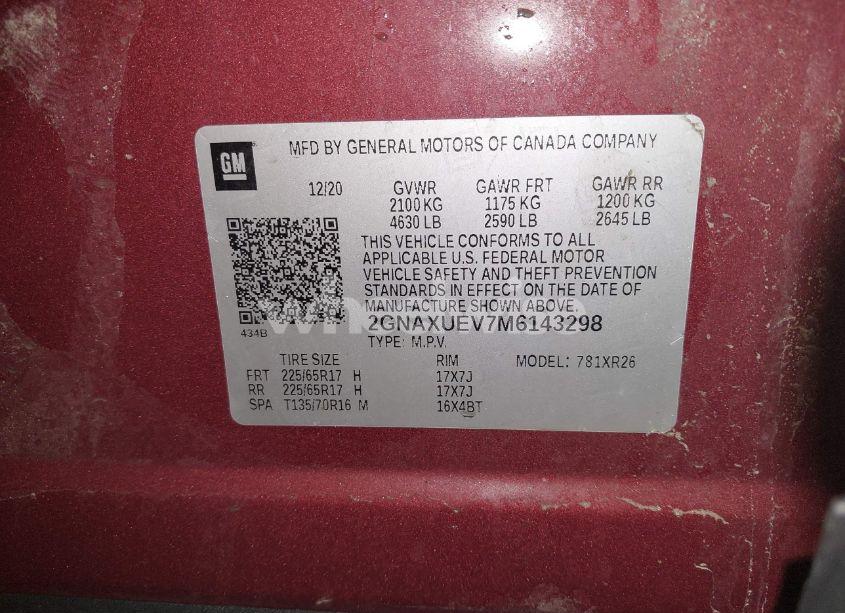 GM
MFD BY GENERAL MOTORS OF CANADA COMPANY
12/20 GVWR GAWR FRT GAWR RR
2100 KG 1175 KG 1200 KG
4630 LB 2590 LB 2645 LB
THIS VEHICLE CONFORMS TO ALL
APPLICABLE U.S. FEDERAL MOTOR
VEHICLE SAFETY AND THEFT PREVENTION
STANDARDS IN EFFECT ON THE DATE OF
MANUFACTURE SHOWN ABOVE.
434B 2GNAXUEV7M6143298
TYPE: M.P.V.
TIRE SIZE RIM MODEL: 781XR26
FRT 225/65R17 H 17X7J
RR 225/65R17 H 17X7J
SPA T135/70R16 M 16X4BT